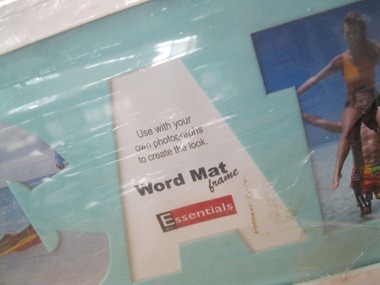 Use with your
own photographs
to create the look.
Word Mat
frame
Essentials